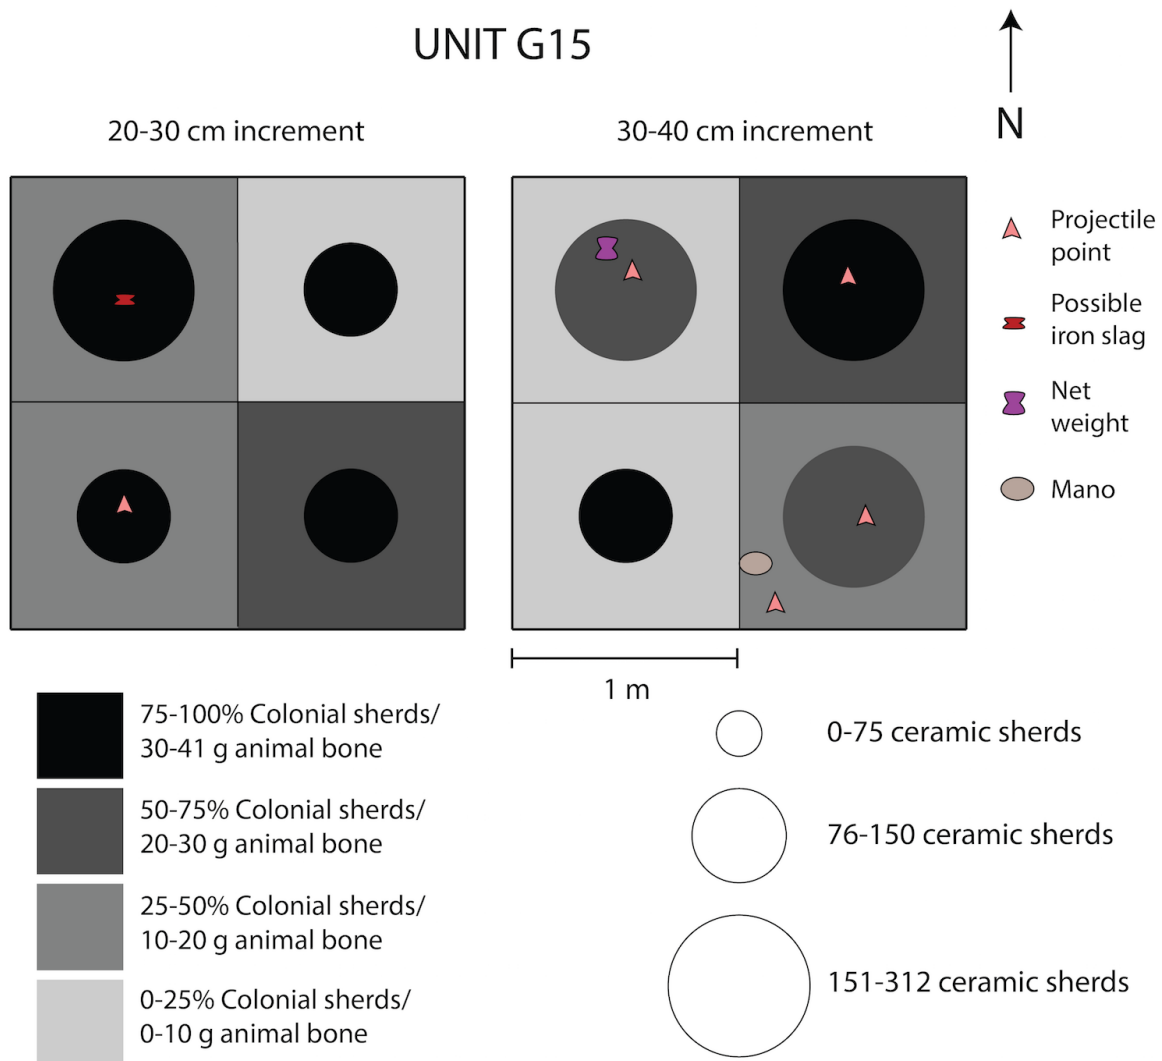 UNIT G15
N
20-30 cm increment
30-40 cm increment
Projectile
point
Possible
iron slag
Net
weight
Mano
1 m
75-100% Colonial sherds/
30-41 g animal bone
50-75% Colonial sherds/
20-30 g animal bone
25-50% Colonial sherds/
10-20 g animal bone
0-25% Colonial sherds/
0-10 g animal bone
0-75 ceramic sherds
76-150 ceramic sherds
151-312 ceramic sherds